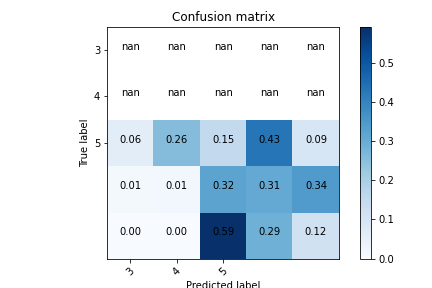 Confusion matrix
3 nan nan nan nan nan
4 nan nan nan nan nan
5 0.06 0.26 0.15 0.43 0.09
0.01 0.01 0.32 0.31 0.34
0.00 0.00 0.59 0.29 0.12
3 4 5
True label
Predicted label
0.5
0.4
0.3
0.2
0.1
0.0